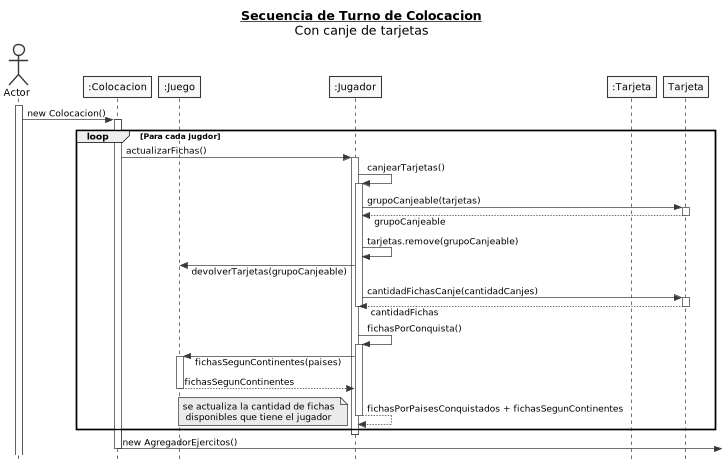 Secuencia de Turno de Colocacion
Con canje de tarjetas
Actor
:Colocacion
:Juego
:Jugador
:Tarjeta
Tarjeta
new Colocacion()
loop
[Para cada jugdor]
actualizarFichas()
canjearTarjetas()
grupoCanjeable(tarjetas)
grupoCanjeable
tarjetas.remove(grupoCanjeable)
devolverTarjetas(grupoCanjeable)
cantidadFichasCanje(cantidadCanjes)
cantidadFichas
fichasPorConquista()
fichasSegunContinentes(paises)
fichasSegunContinentes
se actualiza la cantidad de fichas
disponibles que tiene el jugador
fichasPorPaisesConquistados + fichasSegunContinentes
new AgregadorEjercitos()